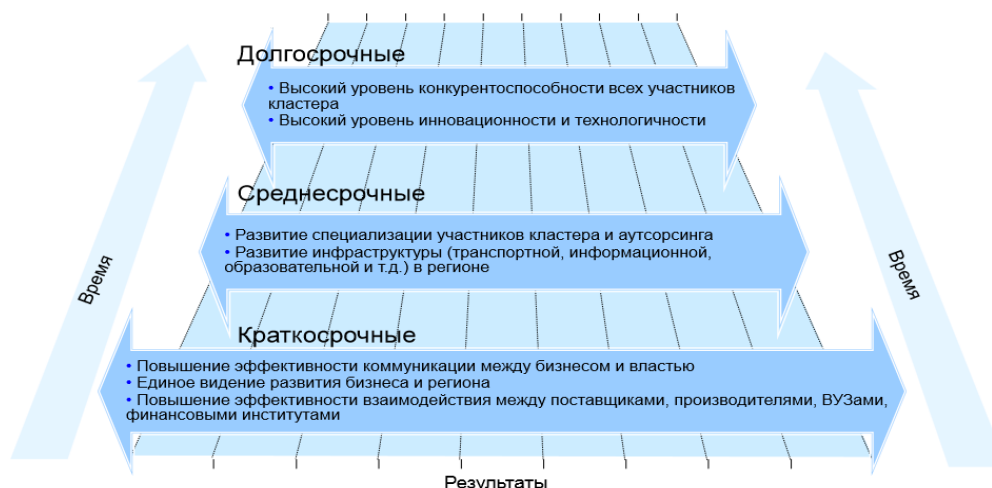 Долгосрочные
• Высокий уровень конкурентоспособности всех участников
кластера
• Высокий уровень инновационности и технологичности
Среднесрочные
• Развитие специализации участников кластера и аутсорсинга
• Развитие инфраструктуры (транспортной, информационной,
образовательной и т.д.) в регионе
Время
Время
Краткосрочные
• Повышение эффективности коммуникации между бизнесом и властью
• Единое видение развития бизнеса и региона
• Повышение эффективности взаимодействия между поставщиками, производителями, ВУЗами,
финансовыми институтами
Результаты